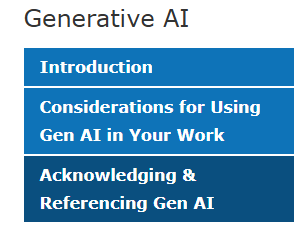 Generative AI
Introduction
Considerations for Using
Gen AI in Your Work
Acknowledging &
Referencing Gen AI